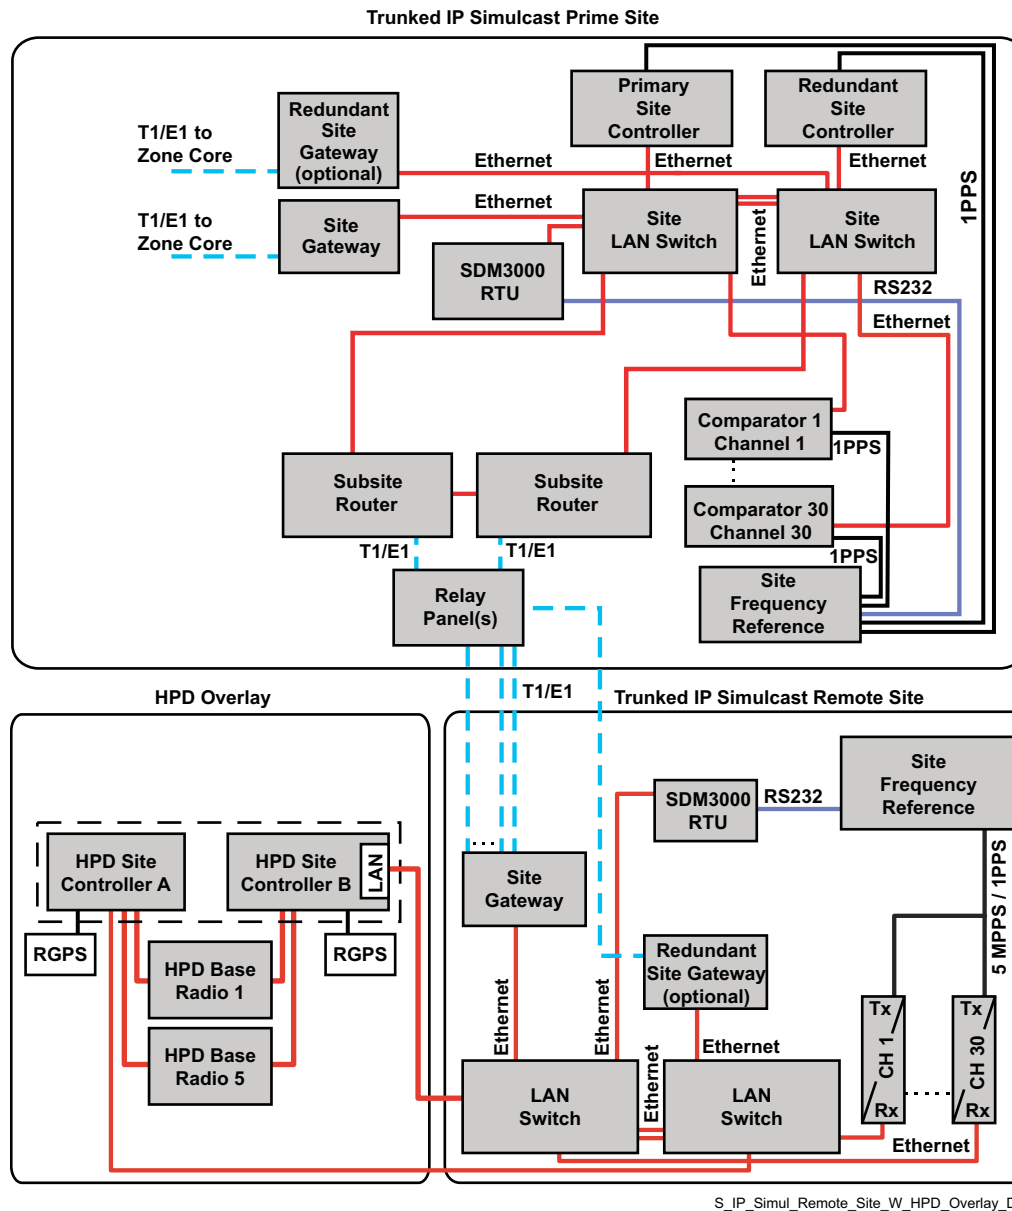 Trunked IP Simulcast Prime Site
Primary
Site
Controller
Redundant
Site
Controller
Redundant
Site
Gateway
(optional)
T1/E1 to
Zone Core
Ethernet
Ethernet
Ethernet
1PPS
T1/E1 to
Zone Core
Site
Gateway
Ethernet
Site
LAN Switch
Ethernet
Site
LAN Switch
SDM3000
RTU
RS232
Ethernet
Comparator 1
Channel 1
1PPS
Subsite
Router
Subsite
Router
Comparator 30
Channel 30
T1/E1
T1/E1
1PPS
Relay
Panel(s)
Site
Frequency
Reference
T1/E1
HPD Overlay
Trunked IP Simulcast Remote Site
Site
Frequency
Reference
SDM3000
RTU
RS232
HPD Site
Controller A
HPD Site
Controller B
LAN
Site
Gateway
5 MPPS / 1PPS
RGPS
RGPS
HPD Base
Radio 1
Redundant
Site Gateway
(optional)
HPD Base
Radio 5
Ethernet
Ethernet
Ethernet
Ethernet
Tx
CH 1
Rx
Tx
CH 30
Rx
LAN
Switch
LAN
Switch
Ethernet
S_IP_Simul_Remote_Site_W_HPD_Overlay_D